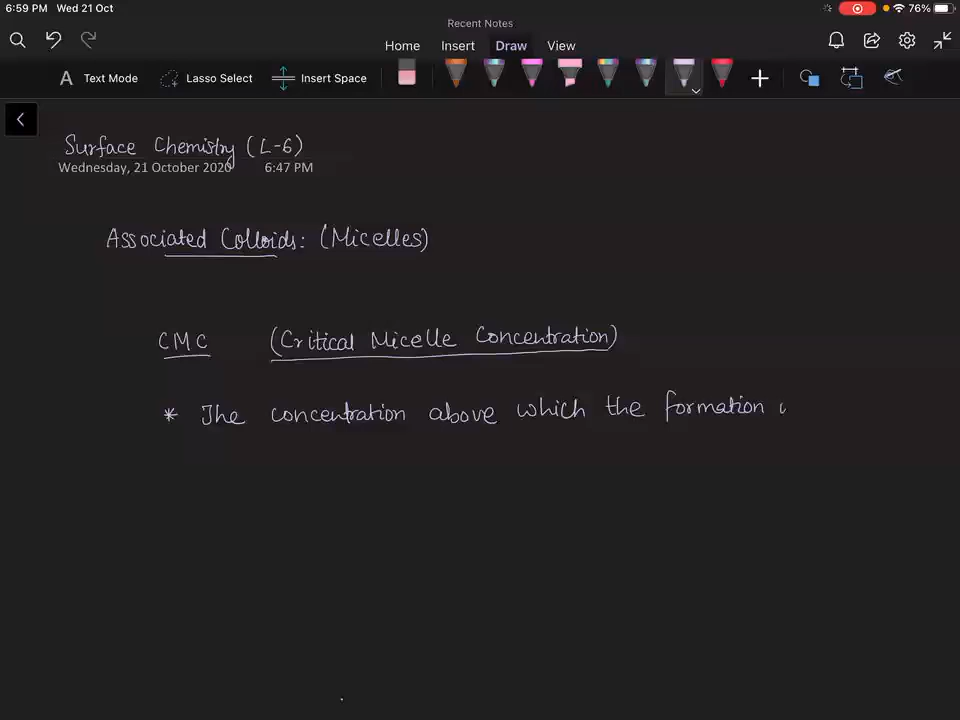 6:59 PM Wed 21 Oct 76%
Recent Notes
Home Insert Draw View
A Text Mode Lasso Select Insert Space
Surface Chemistry (L-6)
Wednesday, 21 October 2020 6:47 PM
Associated Colloids: (Micelles)
CMC (Critical Micelle Concentration)
* The concentration above which the formation